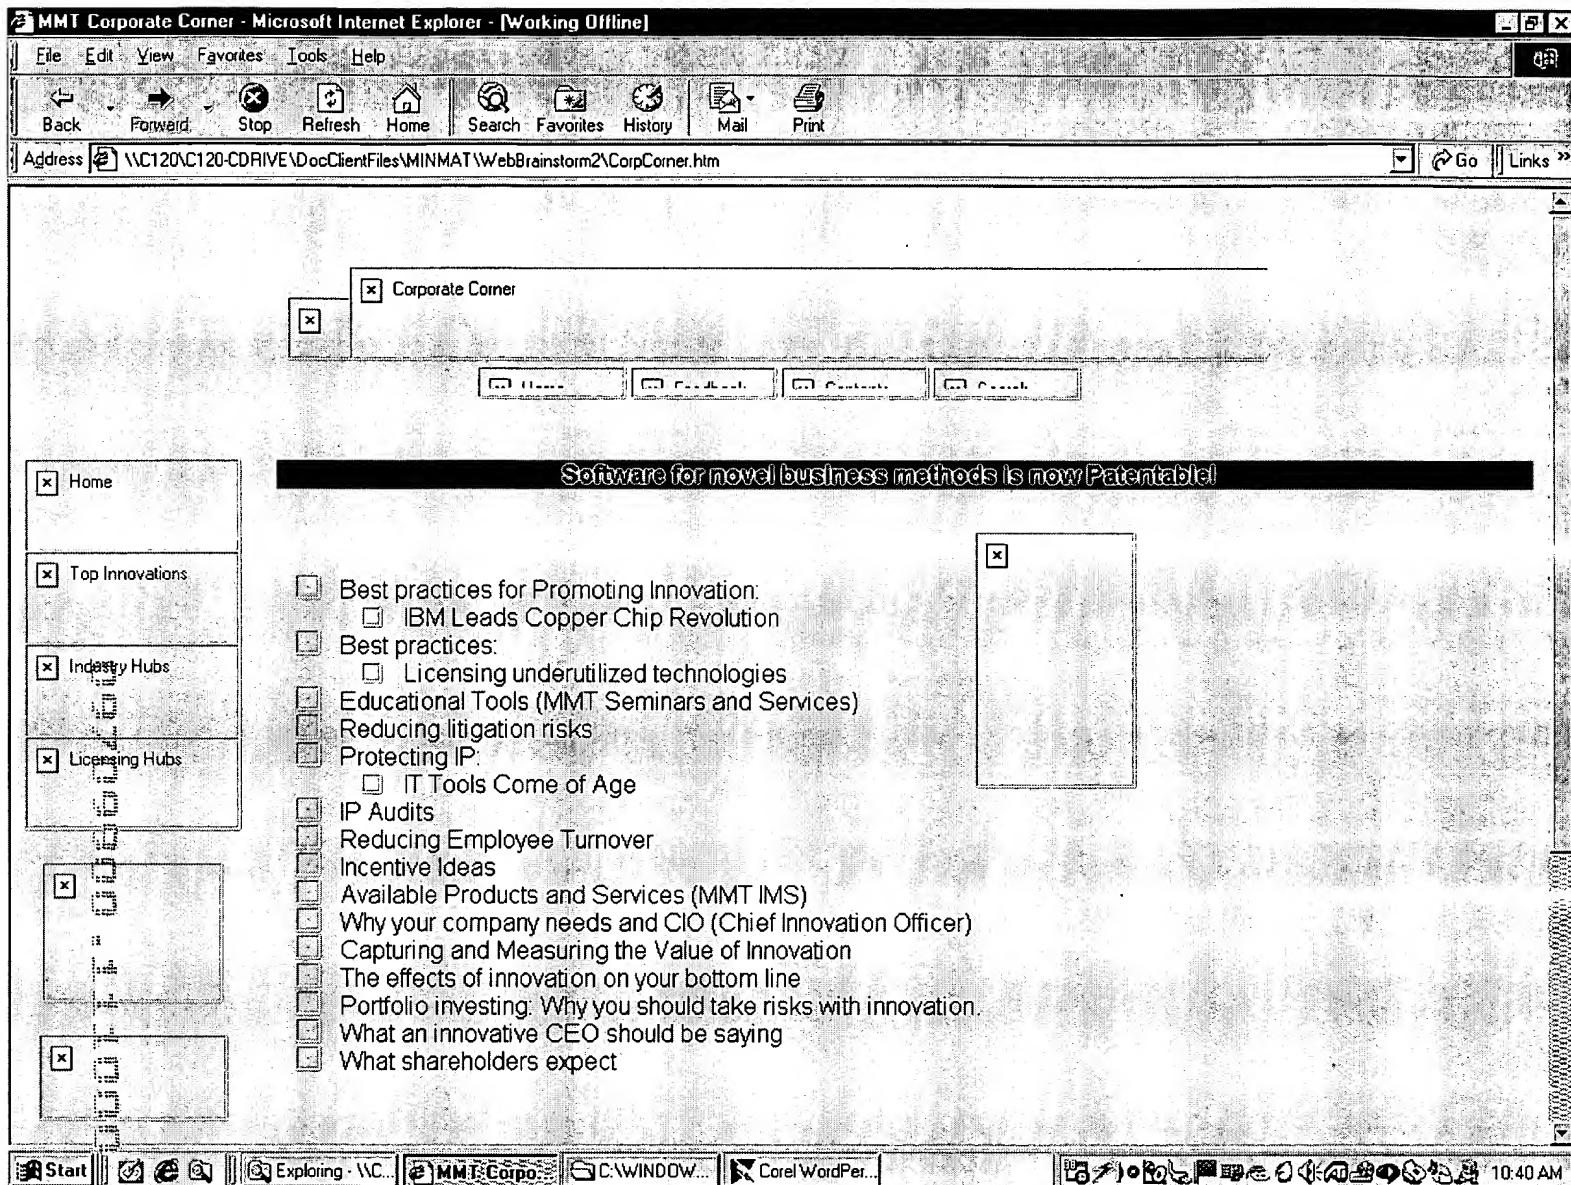 MMT Corporate Corner - Microsoft Internet Explorer - [Working Offline]
File Edit View Favorites Tools Help
Back Forward Stop Refresh Home Search Favorites History Mail Print
Address \\C120\C120-CDRIVE\DocClientFiles\MINMAT\WebBrainstorm2\CorpCorner.htm Go Links »
Corporate Corner
Home Feedback Contents Search
Software for novel business methods is now Patentable!
Home
Top Innovations
Industry Hubs
Licensing Hubs
Best practices for Promoting Innovation:
IBM Leads Copper Chip Revolution
Best practices:
Licensing underutilized technologies
Educational Tools (MMT Seminars and Services)
Reducing litigation risks
Protecting IP:
IT Tools Come of Age
IP Audits
Reducing Employee Turnover
Incentive Ideas
Available Products and Services (MMT IMS)
Why your company needs and CIO (Chief Innovation Officer)
Capturing and Measuring the Value of Innovation
The effects of innovation on your bottom line
Portfolio investing: Why you should take risks with innovation.
What an innovative CEO should be saying
What shareholders expect
Start Exploring - \\C... MMT Corpo... C:\WINDOW... Corel WordPer... 10:40 AM